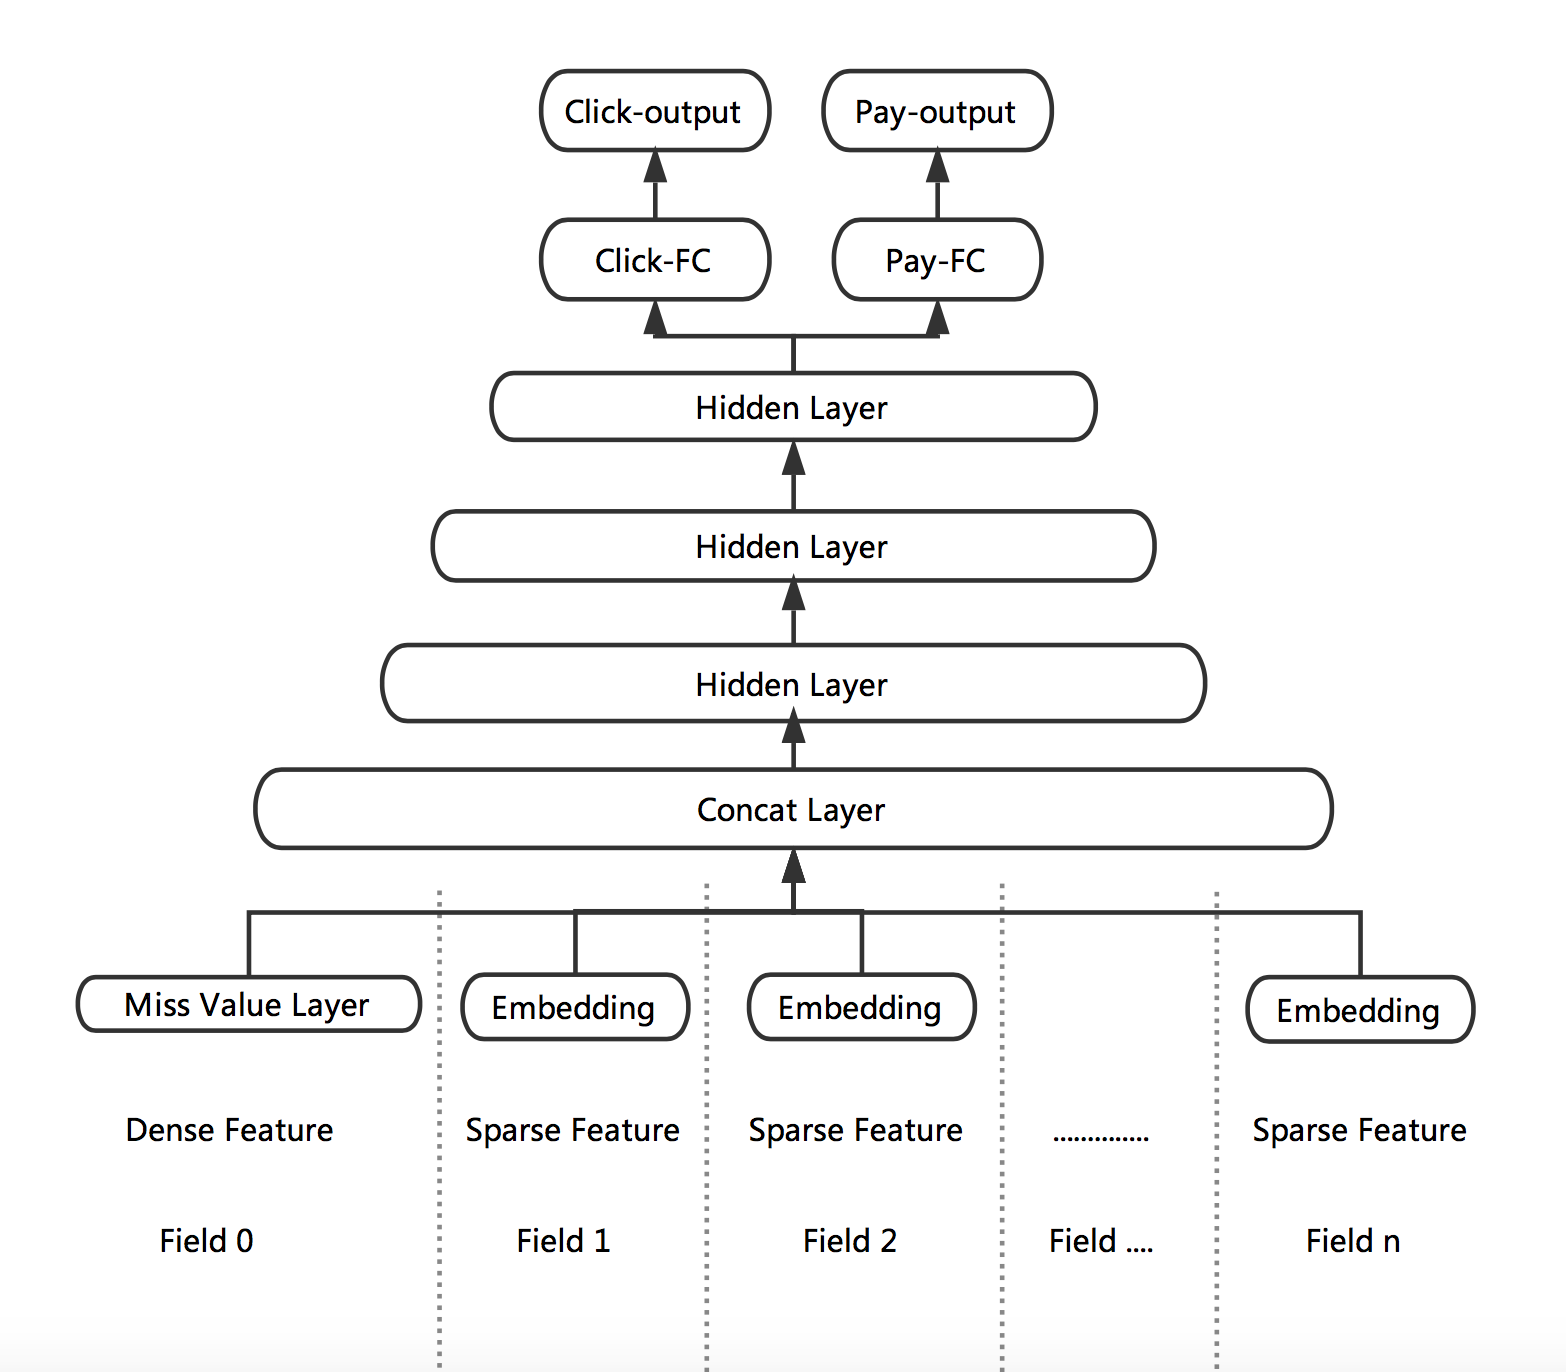 Click-output
Pay-output
Click-FC
Pay-FC
Hidden Layer
Hidden Layer
Hidden Layer
Concat Layer
Miss Value Layer
Embedding
Embedding
Embedding
Dense Feature
Sparse Feature
Sparse Feature
..............
Sparse Feature
Field 0
Field 1
Field 2
Field ....
Field n